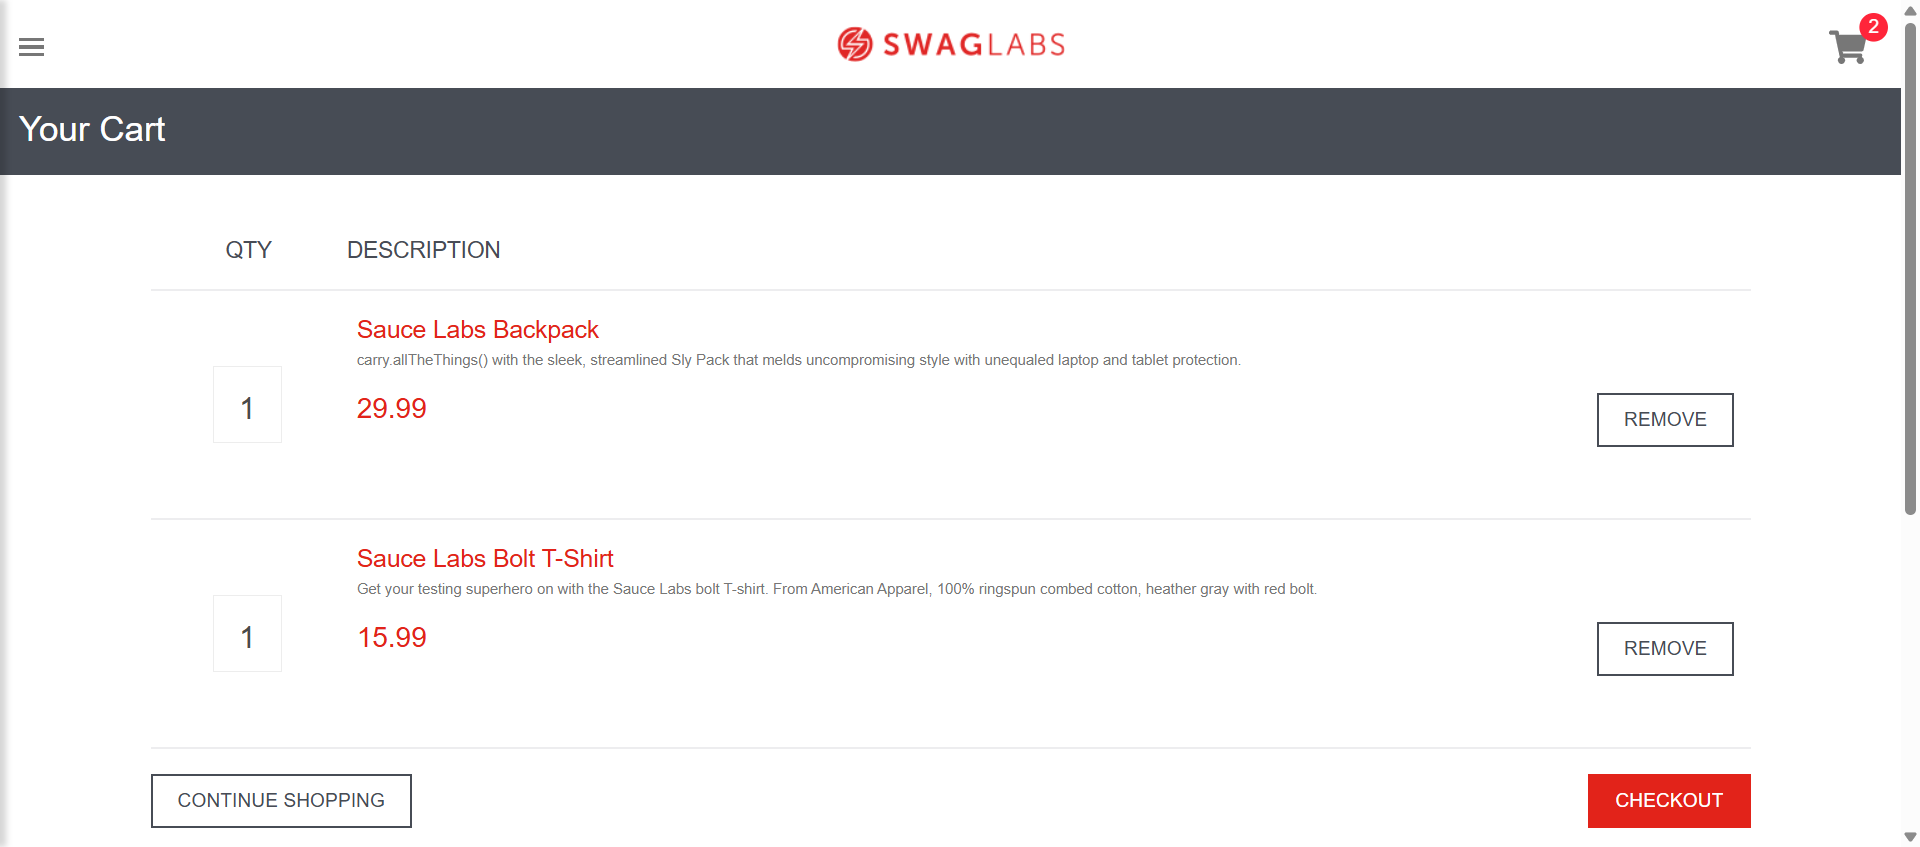 SWAGLABS
2
Your Cart
QTY DESCRIPTION
Sauce Labs Backpack
carry.allTheThings() with the sleek, streamlined Sly Pack that melds uncompromising style with unequaled laptop and tablet protection.
1
29.99
REMOVE
Sauce Labs Bolt T-Shirt
Get your testing superhero on with the Sauce Labs bolt T-shirt. From American Apparel, 100% ringspun combed cotton, heather gray with red bolt.
1
15.99
REMOVE
CONTINUE SHOPPING
CHECKOUT